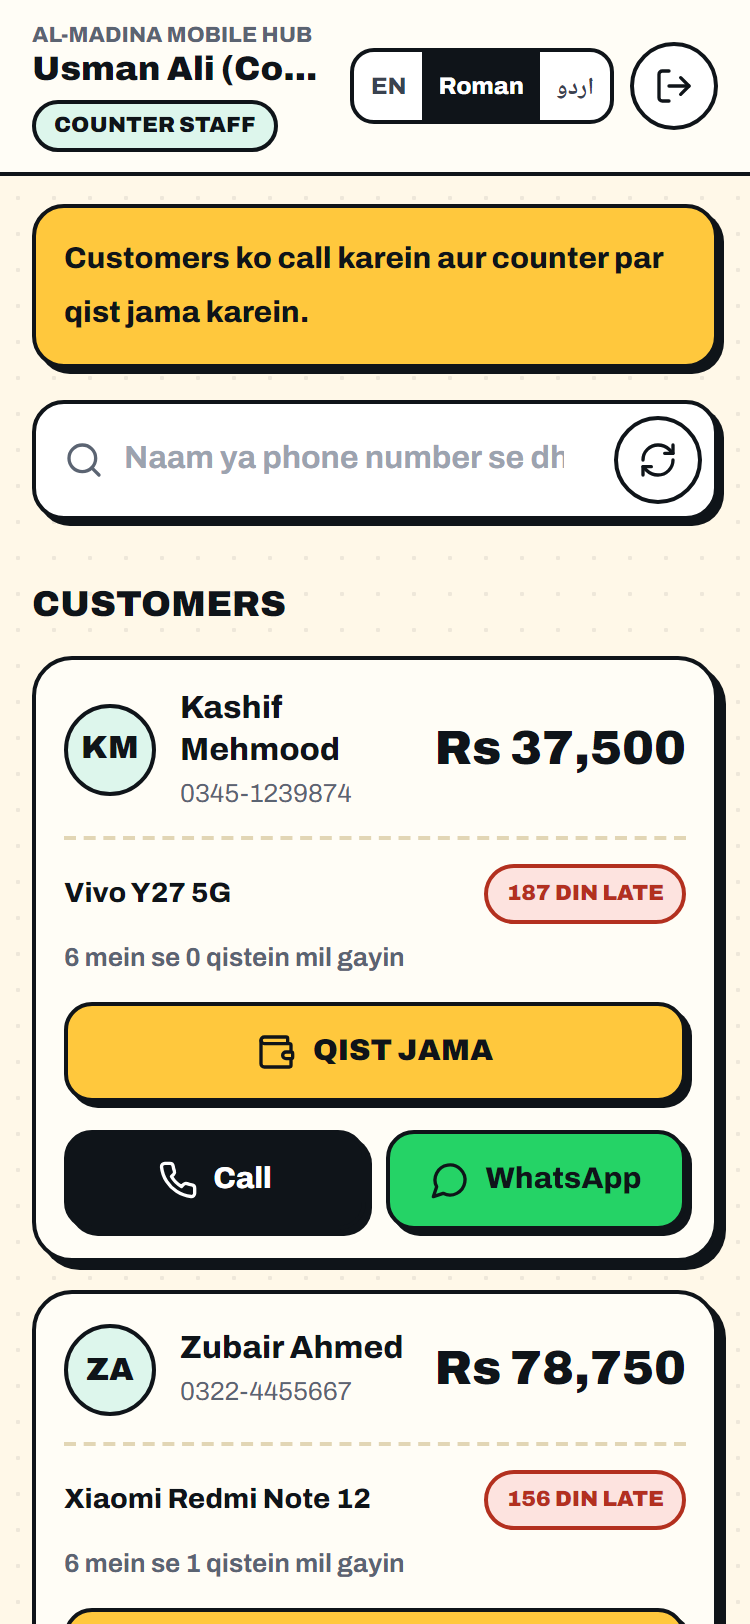 AL-MADINA MOBILE HUB
Usman Ali (Co...
COUNTER STAFF
EN Roman اردو
Customers ko call karein aur counter par
qist jama karein.
Naam ya phone number se dh
CUSTOMERS
KM
Kashif
Mehmood
0345-1239874
Rs 37,500
Vivo Y27 5G
187 DIN LATE
6 mein se 0 qistein mil gayin
QIST JAMA
Call
WhatsApp
ZA
Zubair Ahmed
0322-4455667
Rs 78,750
Xiaomi Redmi Note 12
156 DIN LATE
6 mein se 1 qistein mil gayin